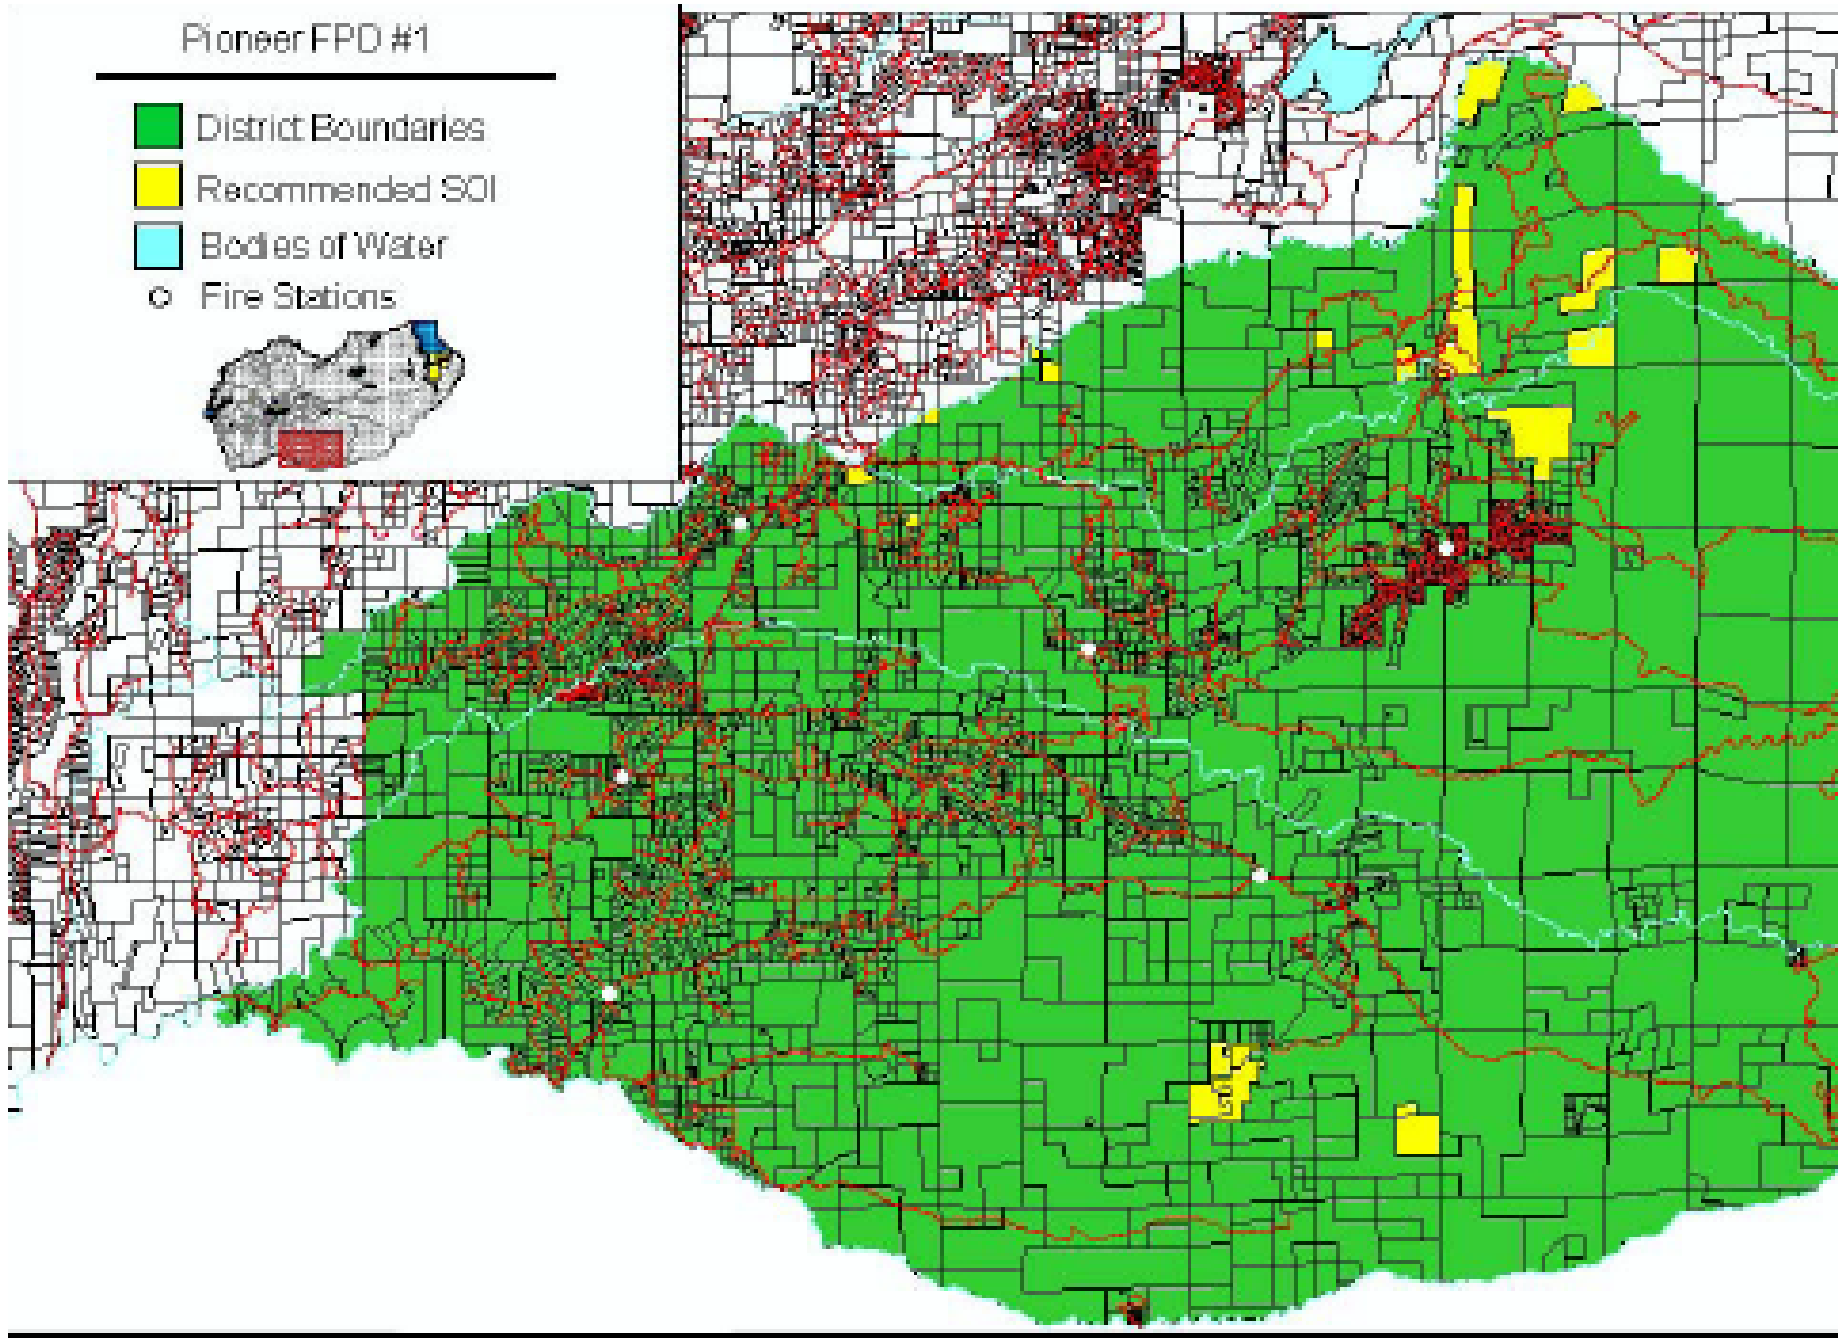 Pioneer FPD #1
District Boundaries
Recommended SOI
Bodies of Water
Fire Stations